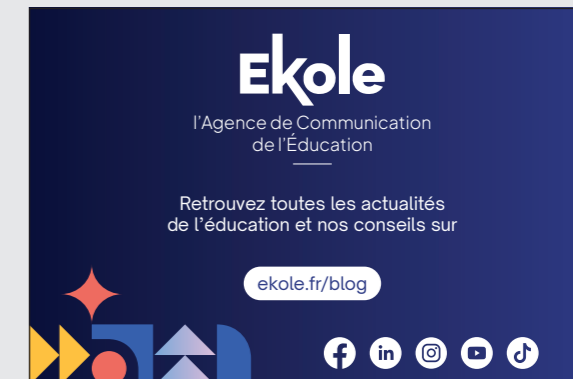 Ekole
l'Agence de Communication
de l'Éducation
Retrouvez toutes les actualités
de l'éducation et nos conseils sur
ekole.fr/blog
in